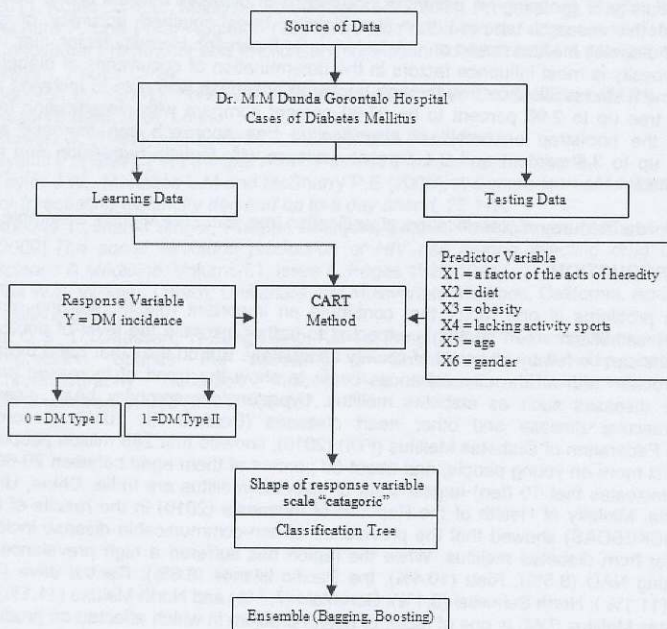 Source of Data
Dr. M.M Dunda Gorontalo Hospital
Cases of Diabetes Mellitus
Learning Data
Testing Data
Response Variable
Y = DM incidence
CART
Method
Predictor Variable
X1 = a factor of the acts of heredity
X2 = diet
X3 = obesity
X4 = lacking activity sports
X5 = age
X6 = gender
0 = DM Type I
1 =DM Type II
Shape of response variable
scale "catagoric"
Classification Tree
Ensemble (Bagging, Boosting)